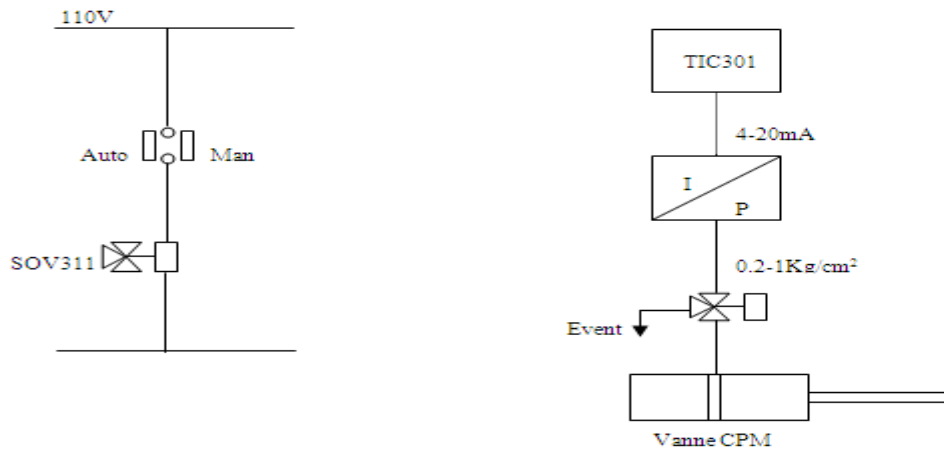 110V
Auto
Man
SOV311
TIC301
4-20mA
I
P
0.2-1Kg/cm²
Event
Vanne CPM